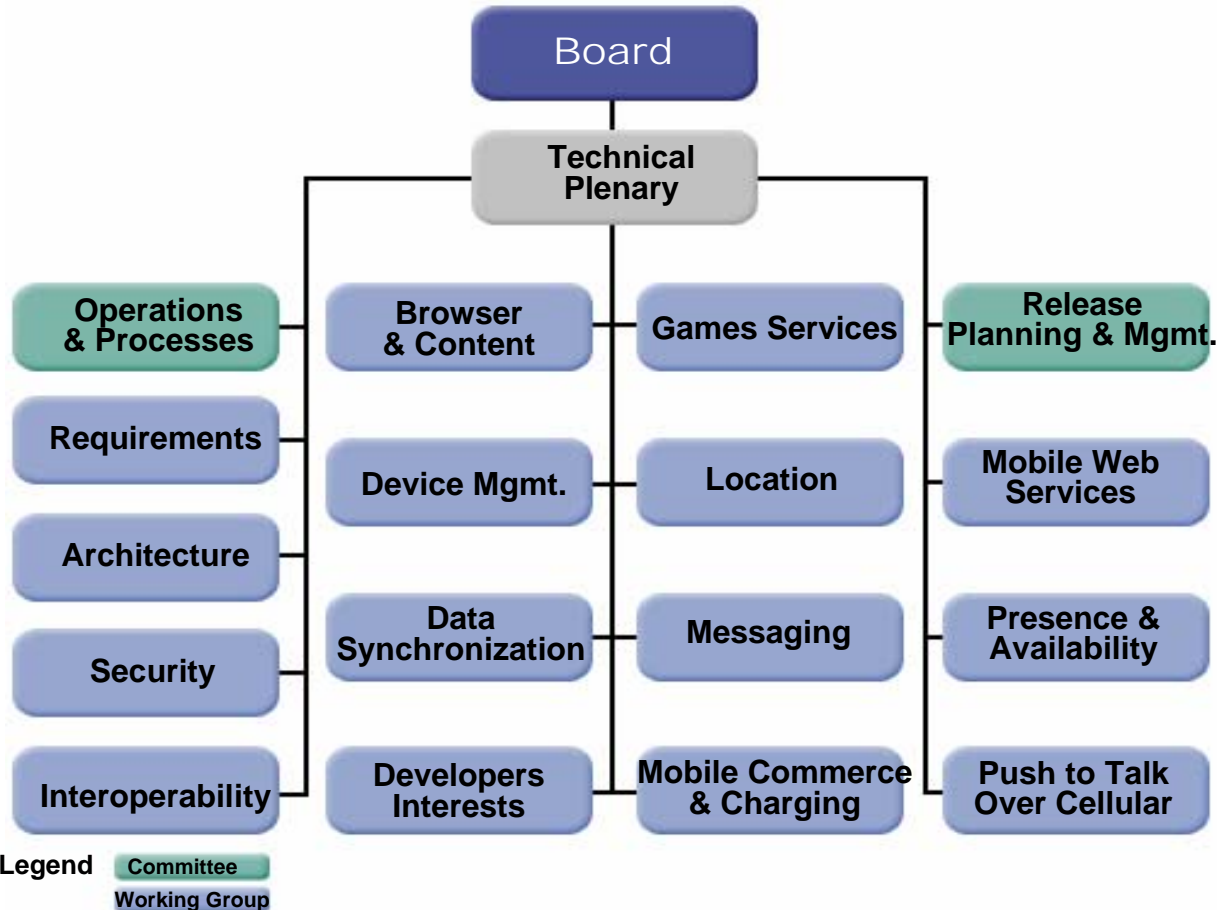 Board
Technical
Plenary
Operations
& Processes
Browser
& Content
Games Services
Release
Planning & Mgmt.
Requirements
Device Mgmt.
Location
Mobile Web
Services
Architecture
Data
Synchronization
Messaging
Presence &
Availability
Security
Interoperability
Developers
Interests
Mobile Commerce
& Charging
Push to Talk
Over Cellular
Legend
Committee
Working Group